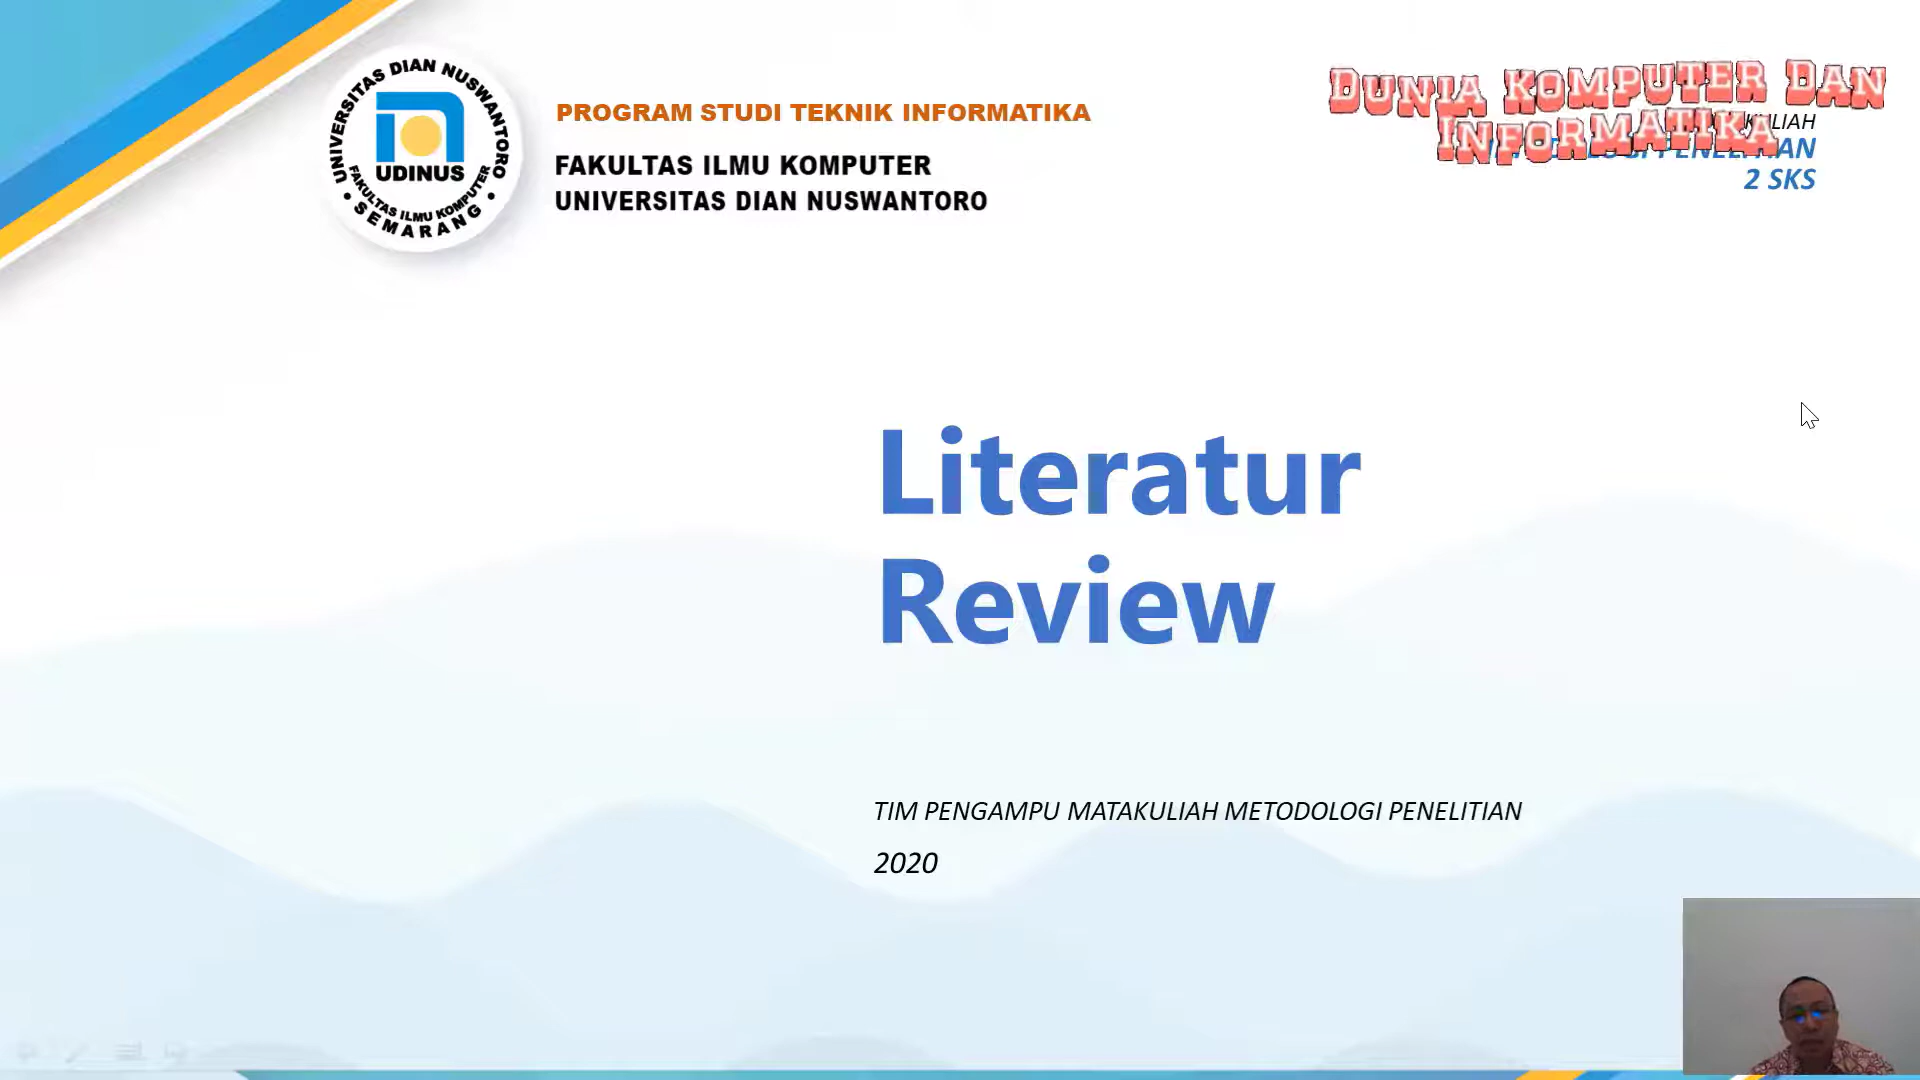 UNIVERSITAS DIAN NUSWANTORO
UDINUS
FAKULTAS ILMU KOMPUTER
• SEMARANG •
PROGRAM STUDI TEKNIK INFORMATIKA
FAKULTAS ILMU KOMPUTER
UNIVERSITAS DIAN NUSWANTORO
DUNIA KOMPUTER DAN
INFORMATIKA
2 SKS
Literatur
Review
TIM PENGAMPU MATAKULIAH METODOLOGI PENELITIAN
2020